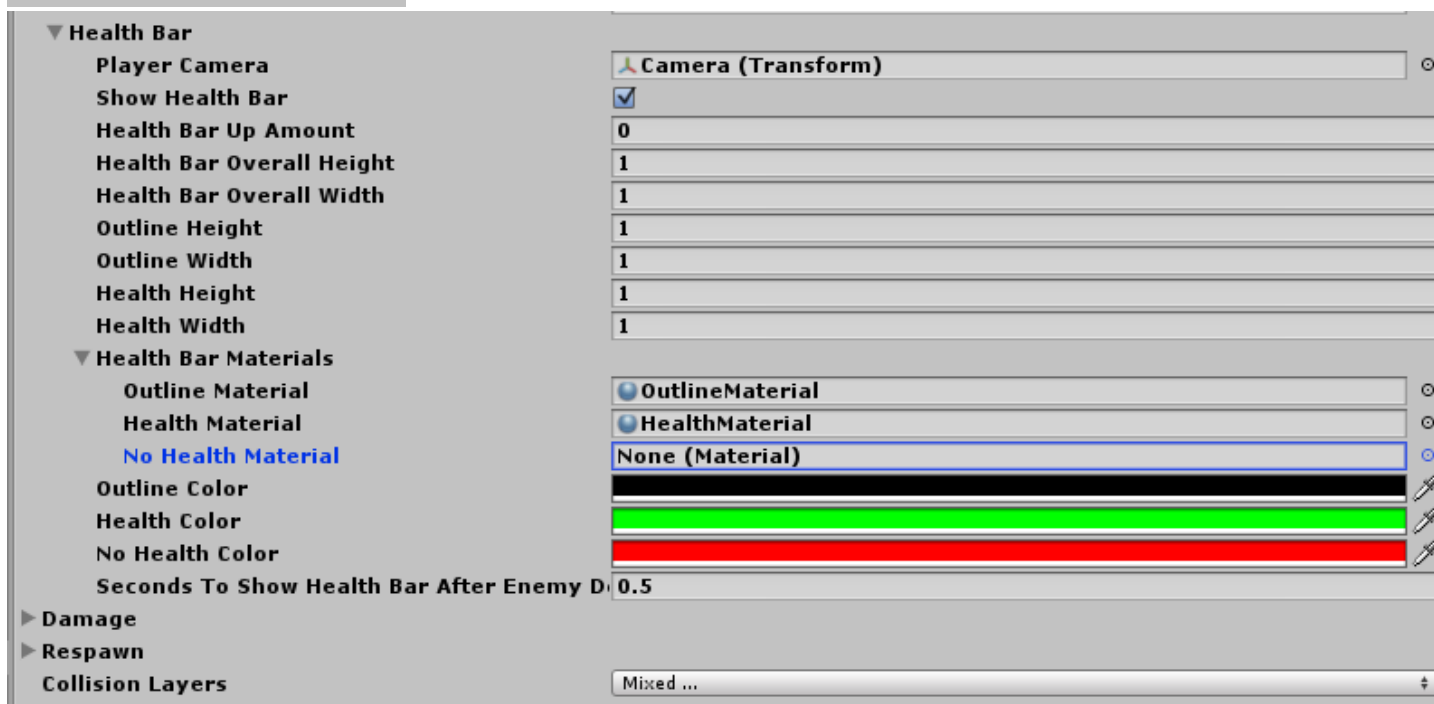 Health Bar
Player Camera Camera (Transform)
Show Health Bar
Health Bar Up Amount 0
Health Bar Overall Height 1
Health Bar Overall Width 1
Outline Height 1
Outline Width 1
Health Height 1
Health Width 1
Health Bar Materials
Outline Material OutlineMaterial
Health Material HealthMaterial
No Health Material None (Material)
Outline Color
Health Color
No Health Color
Seconds To Show Health Bar After Enemy 0.5
Damage
Respawn
Collision Layers Mixed ...